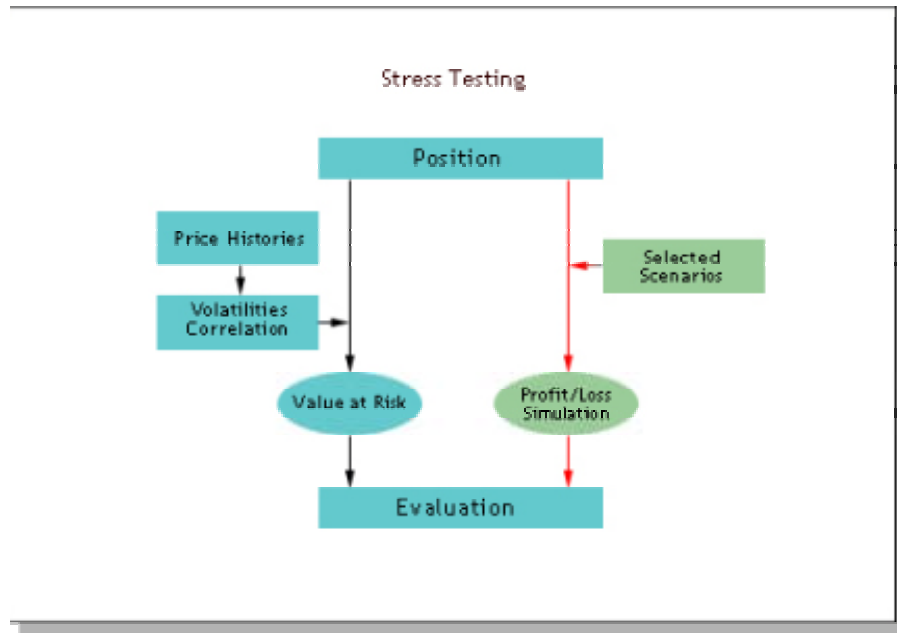 Stress Testing
Position
Price Histories
Selected
Scenarios
Volatilities
Correlation
Value at Risk
Profit/Loss
Simulation
Evaluation